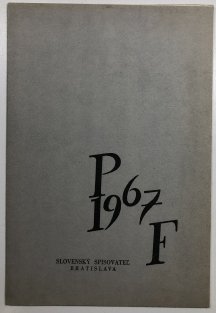 P
1967
F
SLOVENSKÝ SPISOVATEĽ
BRATISLAVA